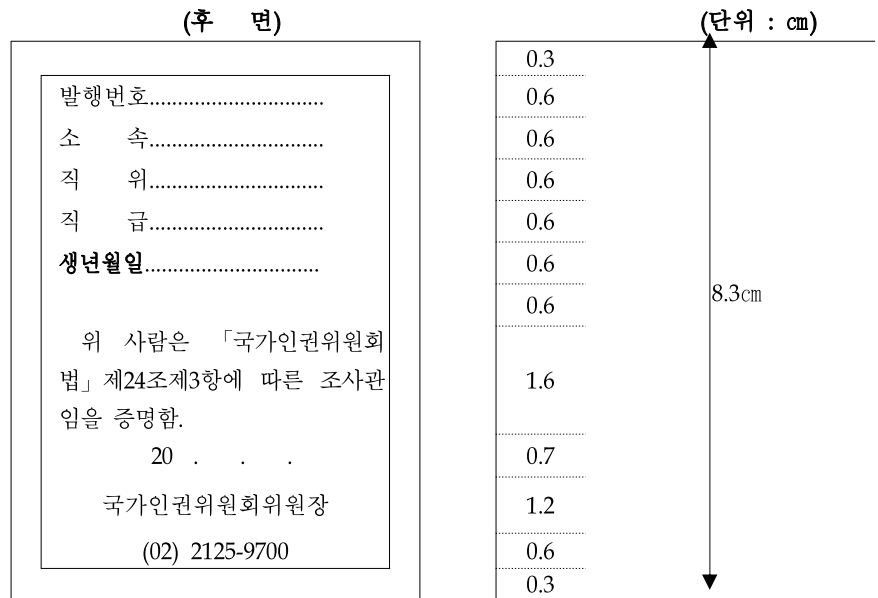 (후 면)
발행번호...............................
소 속...............................
직 위...............................
직 급...............................
생년월일...............................
위 사람은 「국가인권위원회
법」제24조제3항에 따른 조사관
임을 증명함.
20 . . .
국가인권위원회위원장
(02) 2125-9700
(단위 : ㎝)
0.3
0.6
0.6
0.6
0.6
0.6
0.6
1.6
0.7
1.2
0.6
0.3
8.3㎝